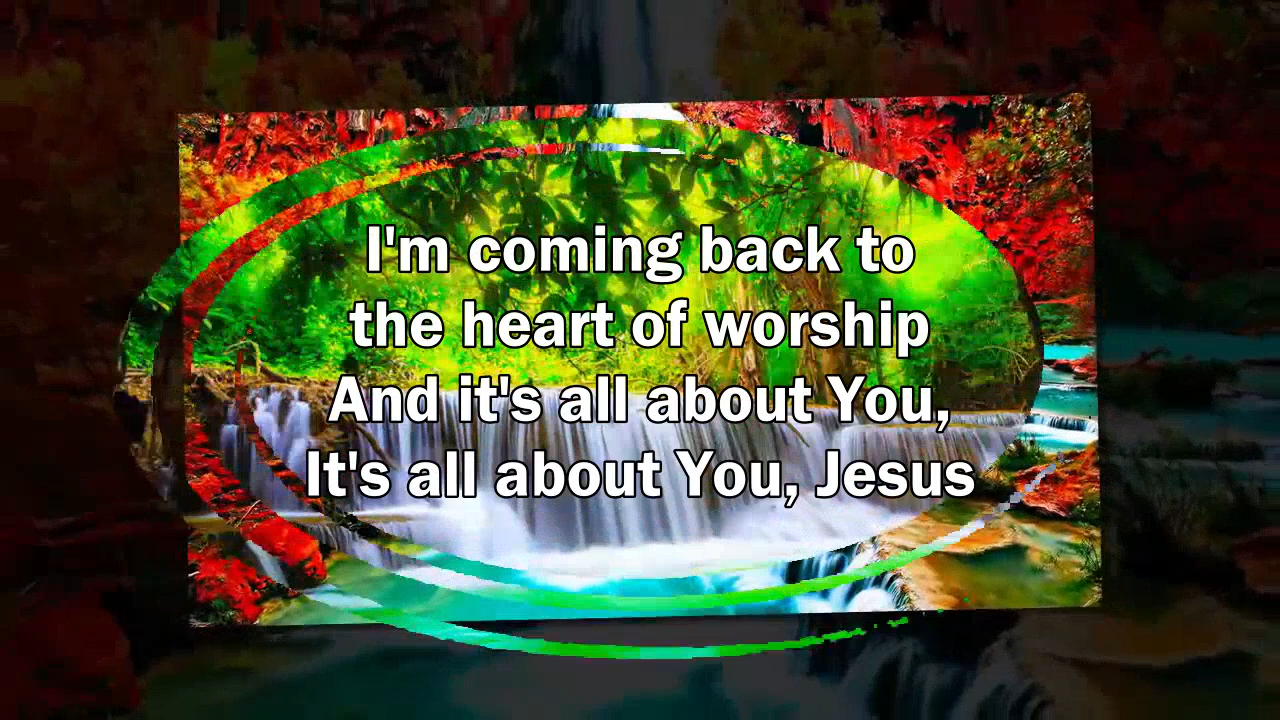 I'm coming back to
the heart of worship
And it's all about You,
It's all about You, Jesus